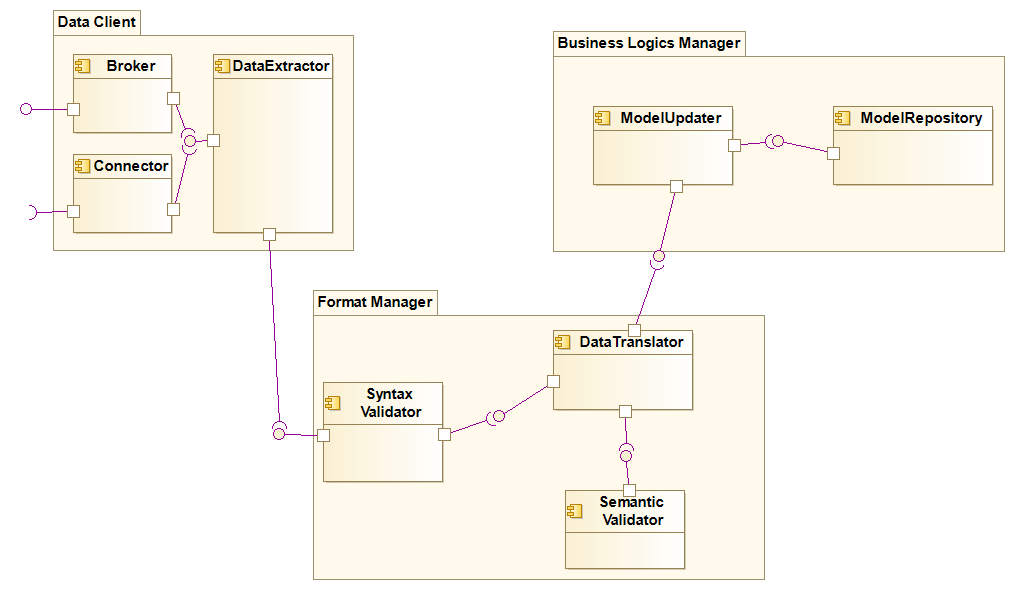 Data Client
Broker
DataExtractor
Connector
Business Logics Manager
ModelUpdater
ModelRepository
Format Manager
DataTranslator
Syntax
Validator
Semantic
Validator